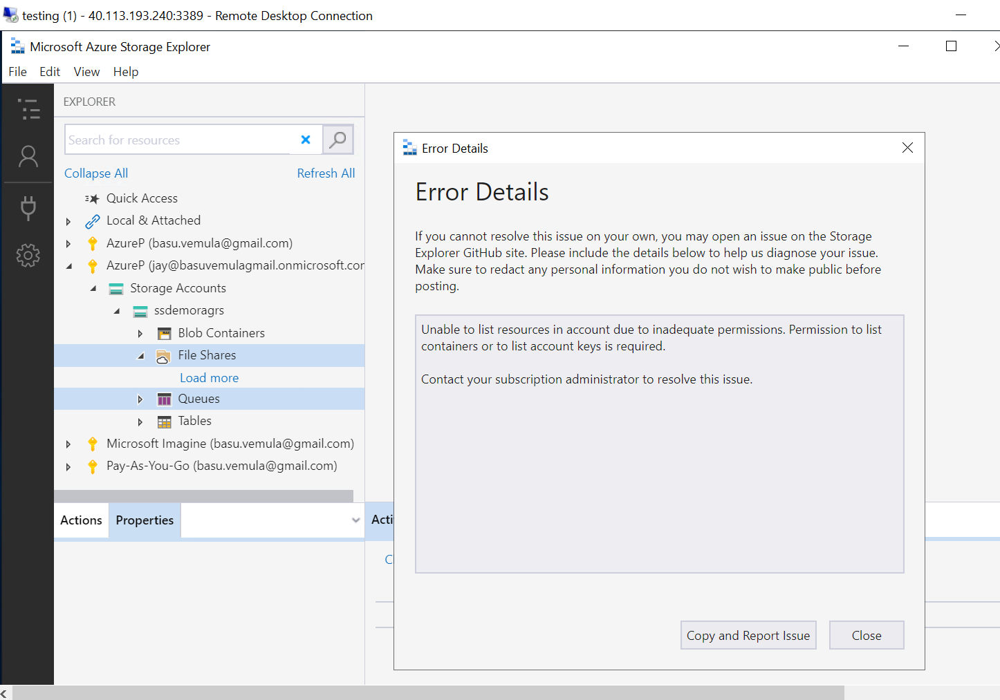 testing (1) - 40.113.193.240:3389 - Remote Desktop Connection
Microsoft Azure Storage Explorer
File Edit View Help
EXPLORER
Search for resources
Collapse All Refresh All
Quick Access
Local & Attached
AzureP (basu.vemula@gmail.com)
AzureP (jay@basuvemulagmail.onmicrosoft.cor
Storage Accounts
ssdemoragrs
Blob Containers
File Shares
Load more
Queues
Tables
Microsoft Imagine (basu.vemula@gmail.com)
Pay-As-You-Go (basu.vemula@gmail.com)
Actions Properties
Acti
C
Error Details
Error Details
If you cannot resolve this issue on your own, you may open an issue on the Storage
Explorer GitHub site. Please include the details below to help us diagnose your issue.
Make sure to redact any personal information you do not wish to make public before
posting.
Unable to list resources in account due to inadequate permissions. Permission to list
containers or to list account keys is required.
Contact your subscription administrator to resolve this issue.
Copy and Report Issue Close